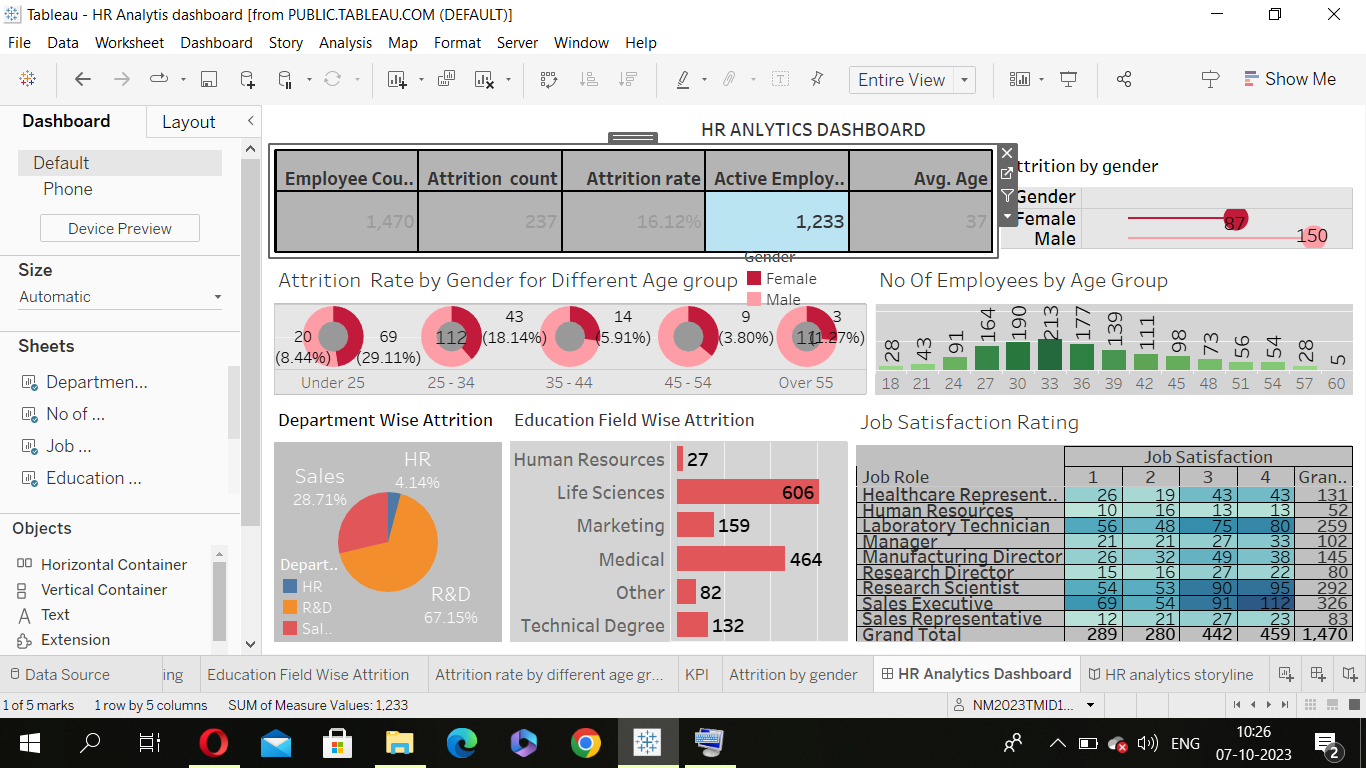 Tableau - HR Analytis dashboard [from PUBLIC.TABLEAU.COM (DEFAULT)]
File Data Worksheet Dashboard Story Analysis Map Format Server Window Help
Entire View
Show Me
Dashboard Layout
Default
Phone
Device Preview
Size
Automatic
Sheets
Departmen...
No of ...
Job ...
Education ...
Objects
Horizontal Container
Vertical Container
Text
Extension
HR ANLYTICS DASHBOARD
Employee Cou.. Attrition count Attrition rate Active Employ.. Avg. Age
1,470 237 16.12% 1,233 37
ttrition by gender
Gender
Female 87
Male 150
Attrition Rate by Gender for Different Age group
Gender
Female
Male
20 (8.44%) 69 (29.11%) 112 43 (18.14%) 14 (5.91%) 9 (3.80%) 11 3 (1.27%)
Under 25 25 - 34 35 - 44 45 - 54 Over 55
No Of Employees by Age Group
28 43 91 164 190 213 177 139 111 98 73 56 54 28 5
18 21 24 27 30 33 36 39 42 45 48 51 54 57 60
Department Wise Attrition
HR
4.14%
Sales
28.71%
R&D
67.15%
Depart..
HR
R&D
Sal..
Education Field Wise Attrition
Human Resources 27
Life Sciences 606
Marketing 159
Medical 464
Other 82
Technical Degree 132
Job Satisfaction Rating
Job Satisfaction
Job Role 1 2 3 4 Gran..
Healthcare Represent.. 26 19 43 43 131
Human Resources 10 16 13 13 52
Laboratory Technician 56 48 75 80 259
Manager 21 21 27 33 102
Manufacturing Director 26 32 49 38 145
Research Director 15 16 27 22 80
Research Scientist 54 53 90 95 292
Sales Executive 69 54 91 112 326
Sales Representative 12 21 27 23 83
Grand Total 289 280 442 459 1,470
Data Source ing Education Field Wise Attrition Attrition rate by different age gr... KPI Attrition by gender HR Analytics Dashboard HR analytics storyline
1 of 5 marks 1 row by 5 columns SUM of Measure Values: 1,233 NM2023TMID1...
ENG
10:26
07-10-2023
2